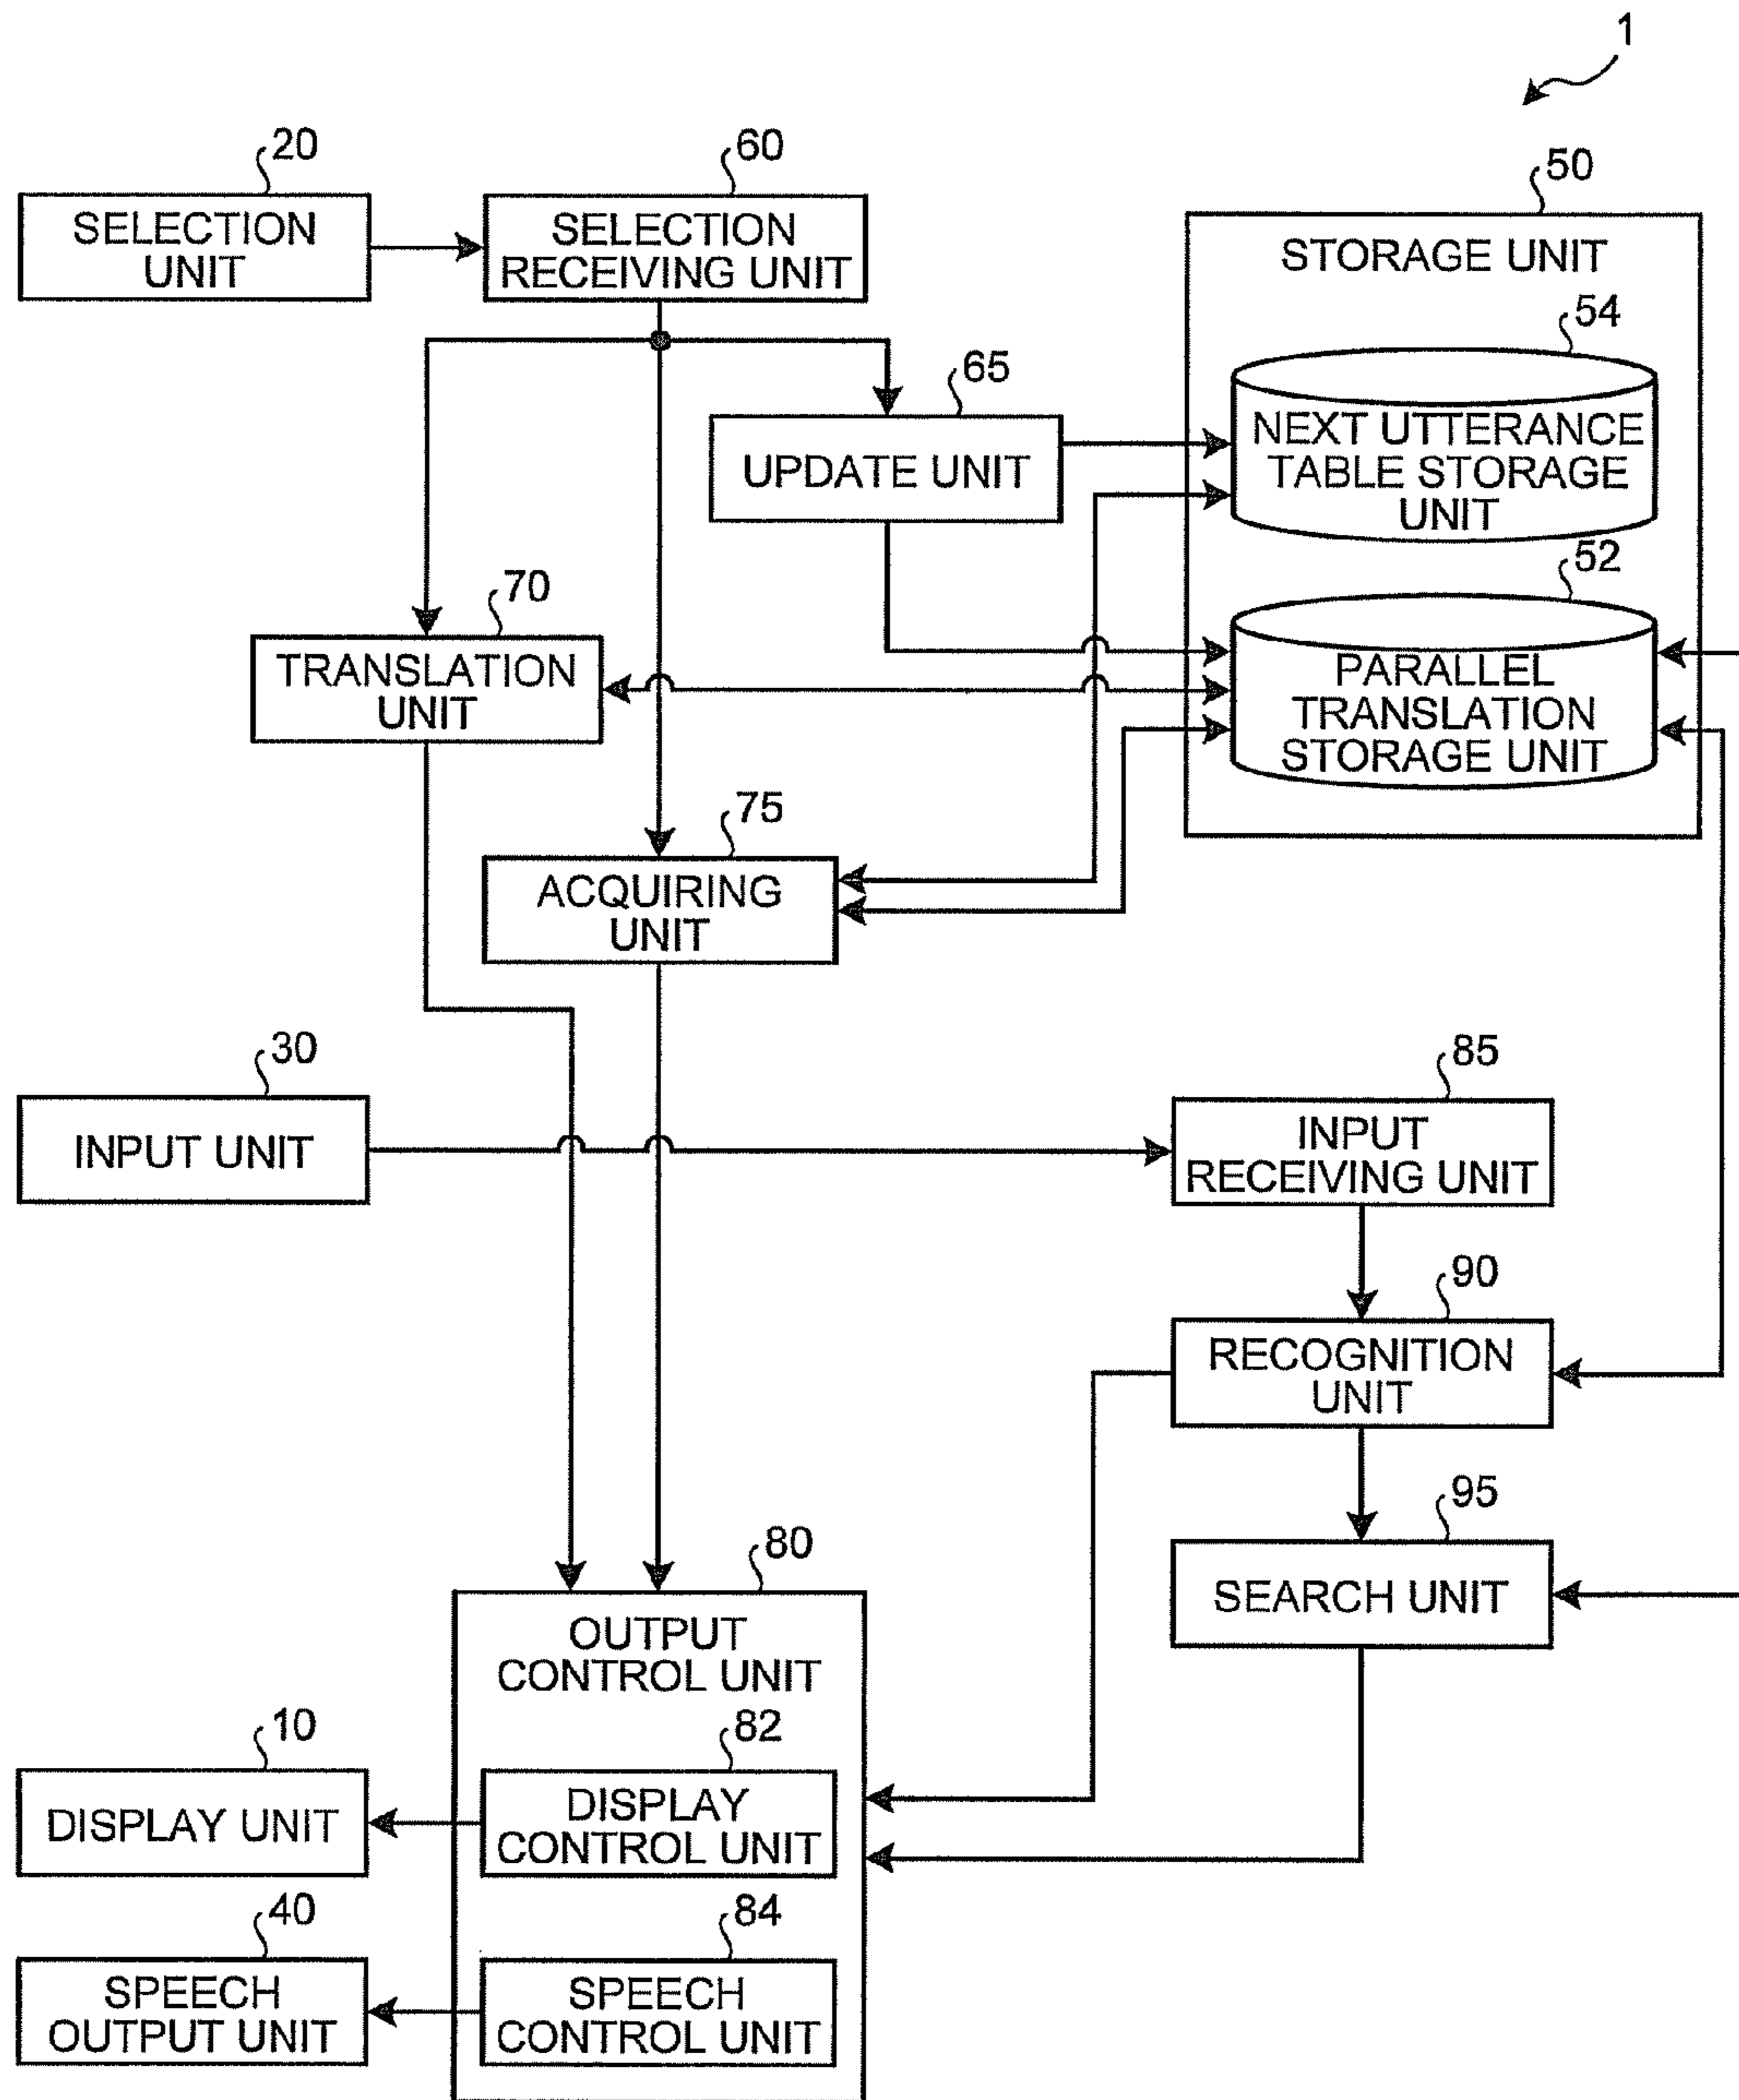 1
20
SELECTION
UNIT
60
SELECTION
RECEIVING UNIT
50
STORAGE UNIT
54
NEXT UTTERANCE
TABLE STORAGE
UNIT
65
UPDATE UNIT
52
PARALLEL
TRANSLATION
STORAGE UNIT
70
TRANSLATION
UNIT
75
ACQUIRING
UNIT
30
INPUT UNIT
85
INPUT
RECEIVING UNIT
90
RECOGNITION
UNIT
95
SEARCH UNIT
80
OUTPUT
CONTROL UNIT
10
DISPLAY UNIT
82
DISPLAY
CONTROL UNIT
40
SPEECH
OUTPUT UNIT
84
SPEECH
CONTROL UNIT